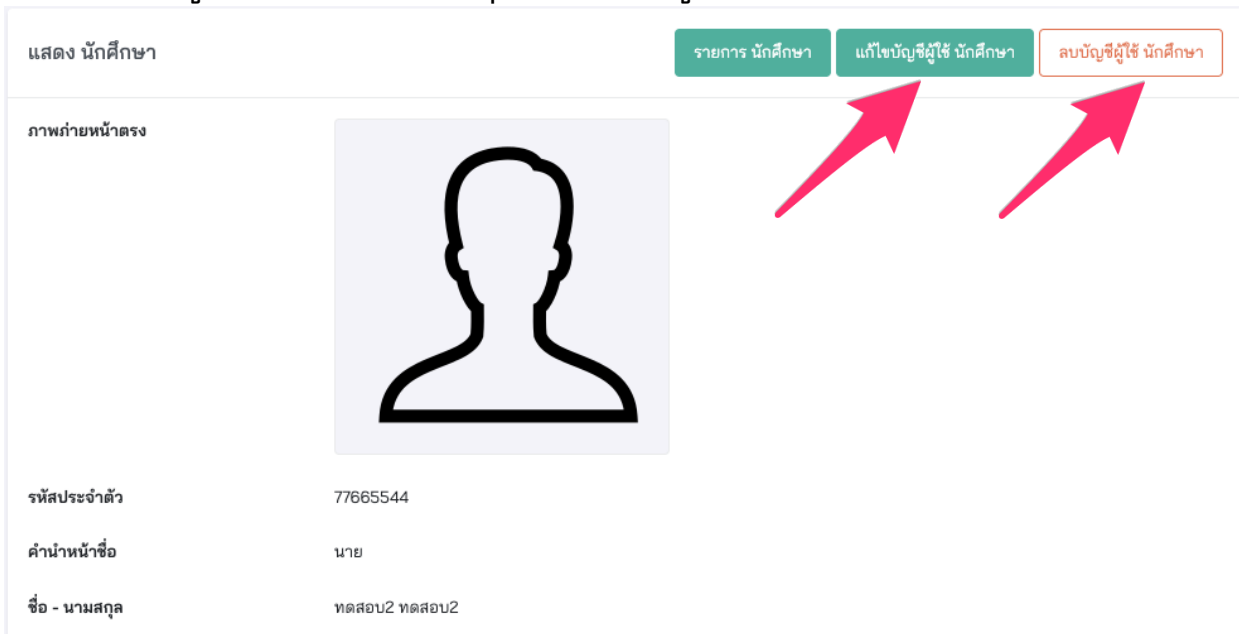 แสดง นักศึกษา รายการ นักศึกษา แก้ไขบัญชีผู้ใช้ นักศึกษา ลบบัญชีผู้ใช้ นักศึกษา
ภาพถ่ายหน้าตรง
รหัสประจำตัว 77665544
คำนำหน้าชื่อ นาย
ชื่อ - นามสกุล ทดสอบ2 ทดสอบ2